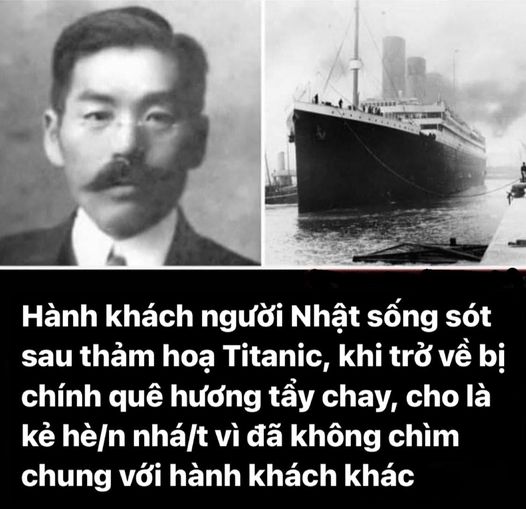 Hành khách người Nhật sống sót
sau thảm hoạ Titanic, khi trở về bị
chính quê hương tẩy chay, cho là
kẻ hè/n nhá/t vì đã không chìm
chung với hành khách khác